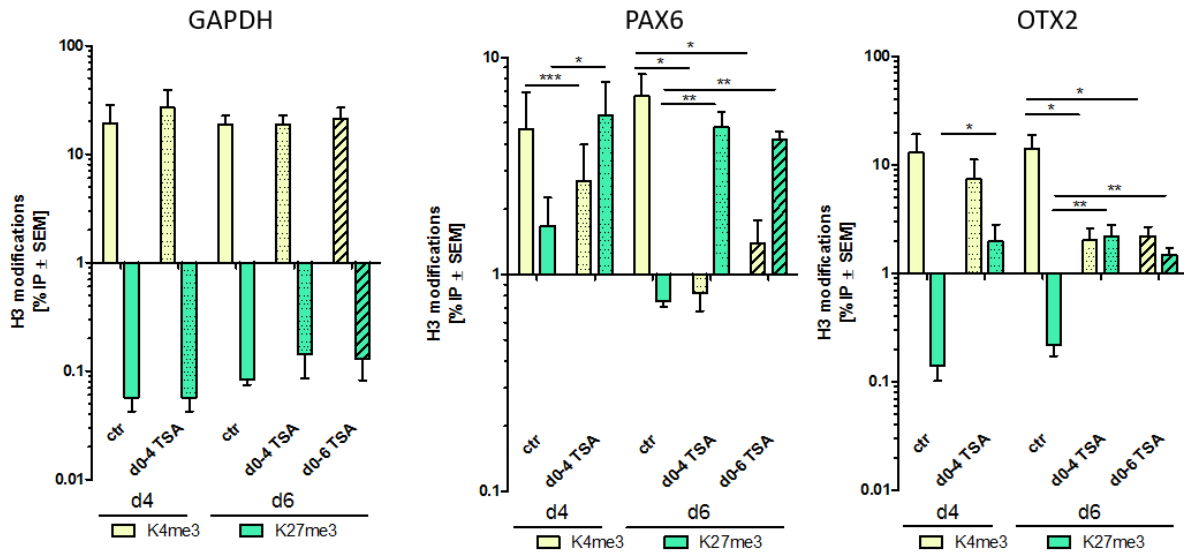 GAPDH
100
10
1
0.1
0.01
H3 modifications
[% IP ± SEM]
ctr
d0-4 TSA
ctr
d0-4 TSA
d0-6 TSA
d4
d6
K4me3
K27me3
PAX6
10
1
0.1
H3 modifications
[% IP ± SEM]
***
*
*
*
**
**
ctr
d0-4 TSA
ctr
d0-4 TSA
d0-6 TSA
d4
d6
K4me3
K27me3
OTX2
100
10
1
0.1
0.01
H3 modifications
[% IP ± SEM]
*
*
*
**
**
ctr
d0-4 TSA
ctr
d0-4 TSA
d0-6 TSA
d4
d6
K4me3
K27me3